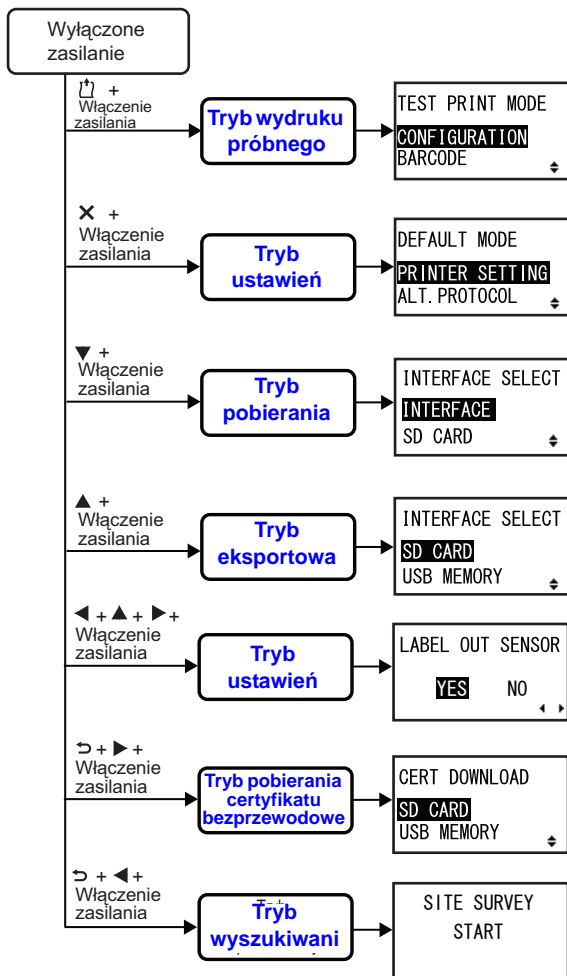 Wyłączone
zasilanie
+
Włączenie
zasilania
Tryb wydruku
próbnego
TEST PRINT MODE
CONFIGURATION
BARCODE
+
Włączenie
zasilania
Tryb
ustawień
DEFAULT MODE
PRINTER SETTING
ALT.PROTOCOL
▼ +
Włączenie
zasilania
Tryb
pobierania
INTERFACE SELECT
INTERFACE
SD CARD
▲ +
Włączenie
zasilania
Tryb
eksportowa
INTERFACE SELECT
SD CARD
USB MEMORY
◀ + ▲ + ▶ +
Włączenie
zasilania
Tryb
ustawień
LABEL OUT SENSOR
YES NO
⮌ + ▶ +
Włączenie
zasilania
Tryb pobierania
certyfikatu
bezprzewodowe
CERT DOWNLOAD
SD CARD
USB MEMORY
⮌ + ◀ +
Włączenie
zasilania
Tryb
wyszukiwani
SITE SURVEY
START